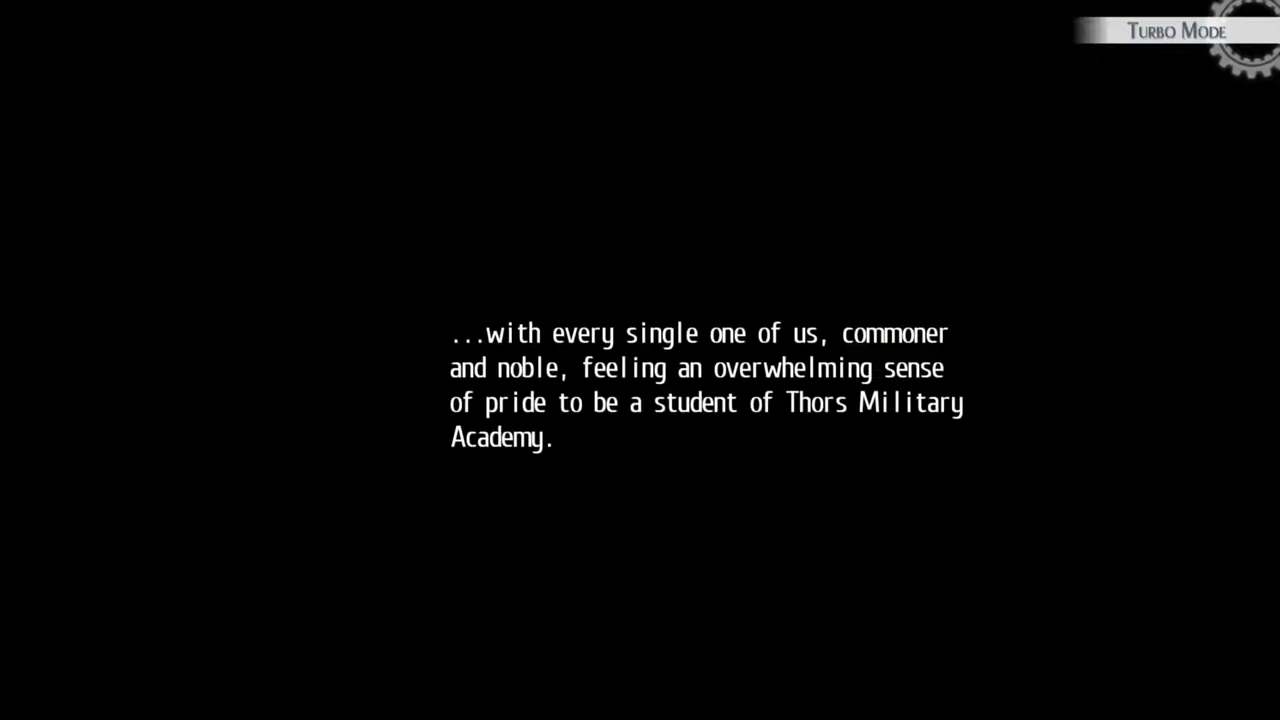 TURBO MODE
...with every single one of us, commoner
and noble, feeling an overwhelming sense
of pride to be a student of Thors Military
Academy.